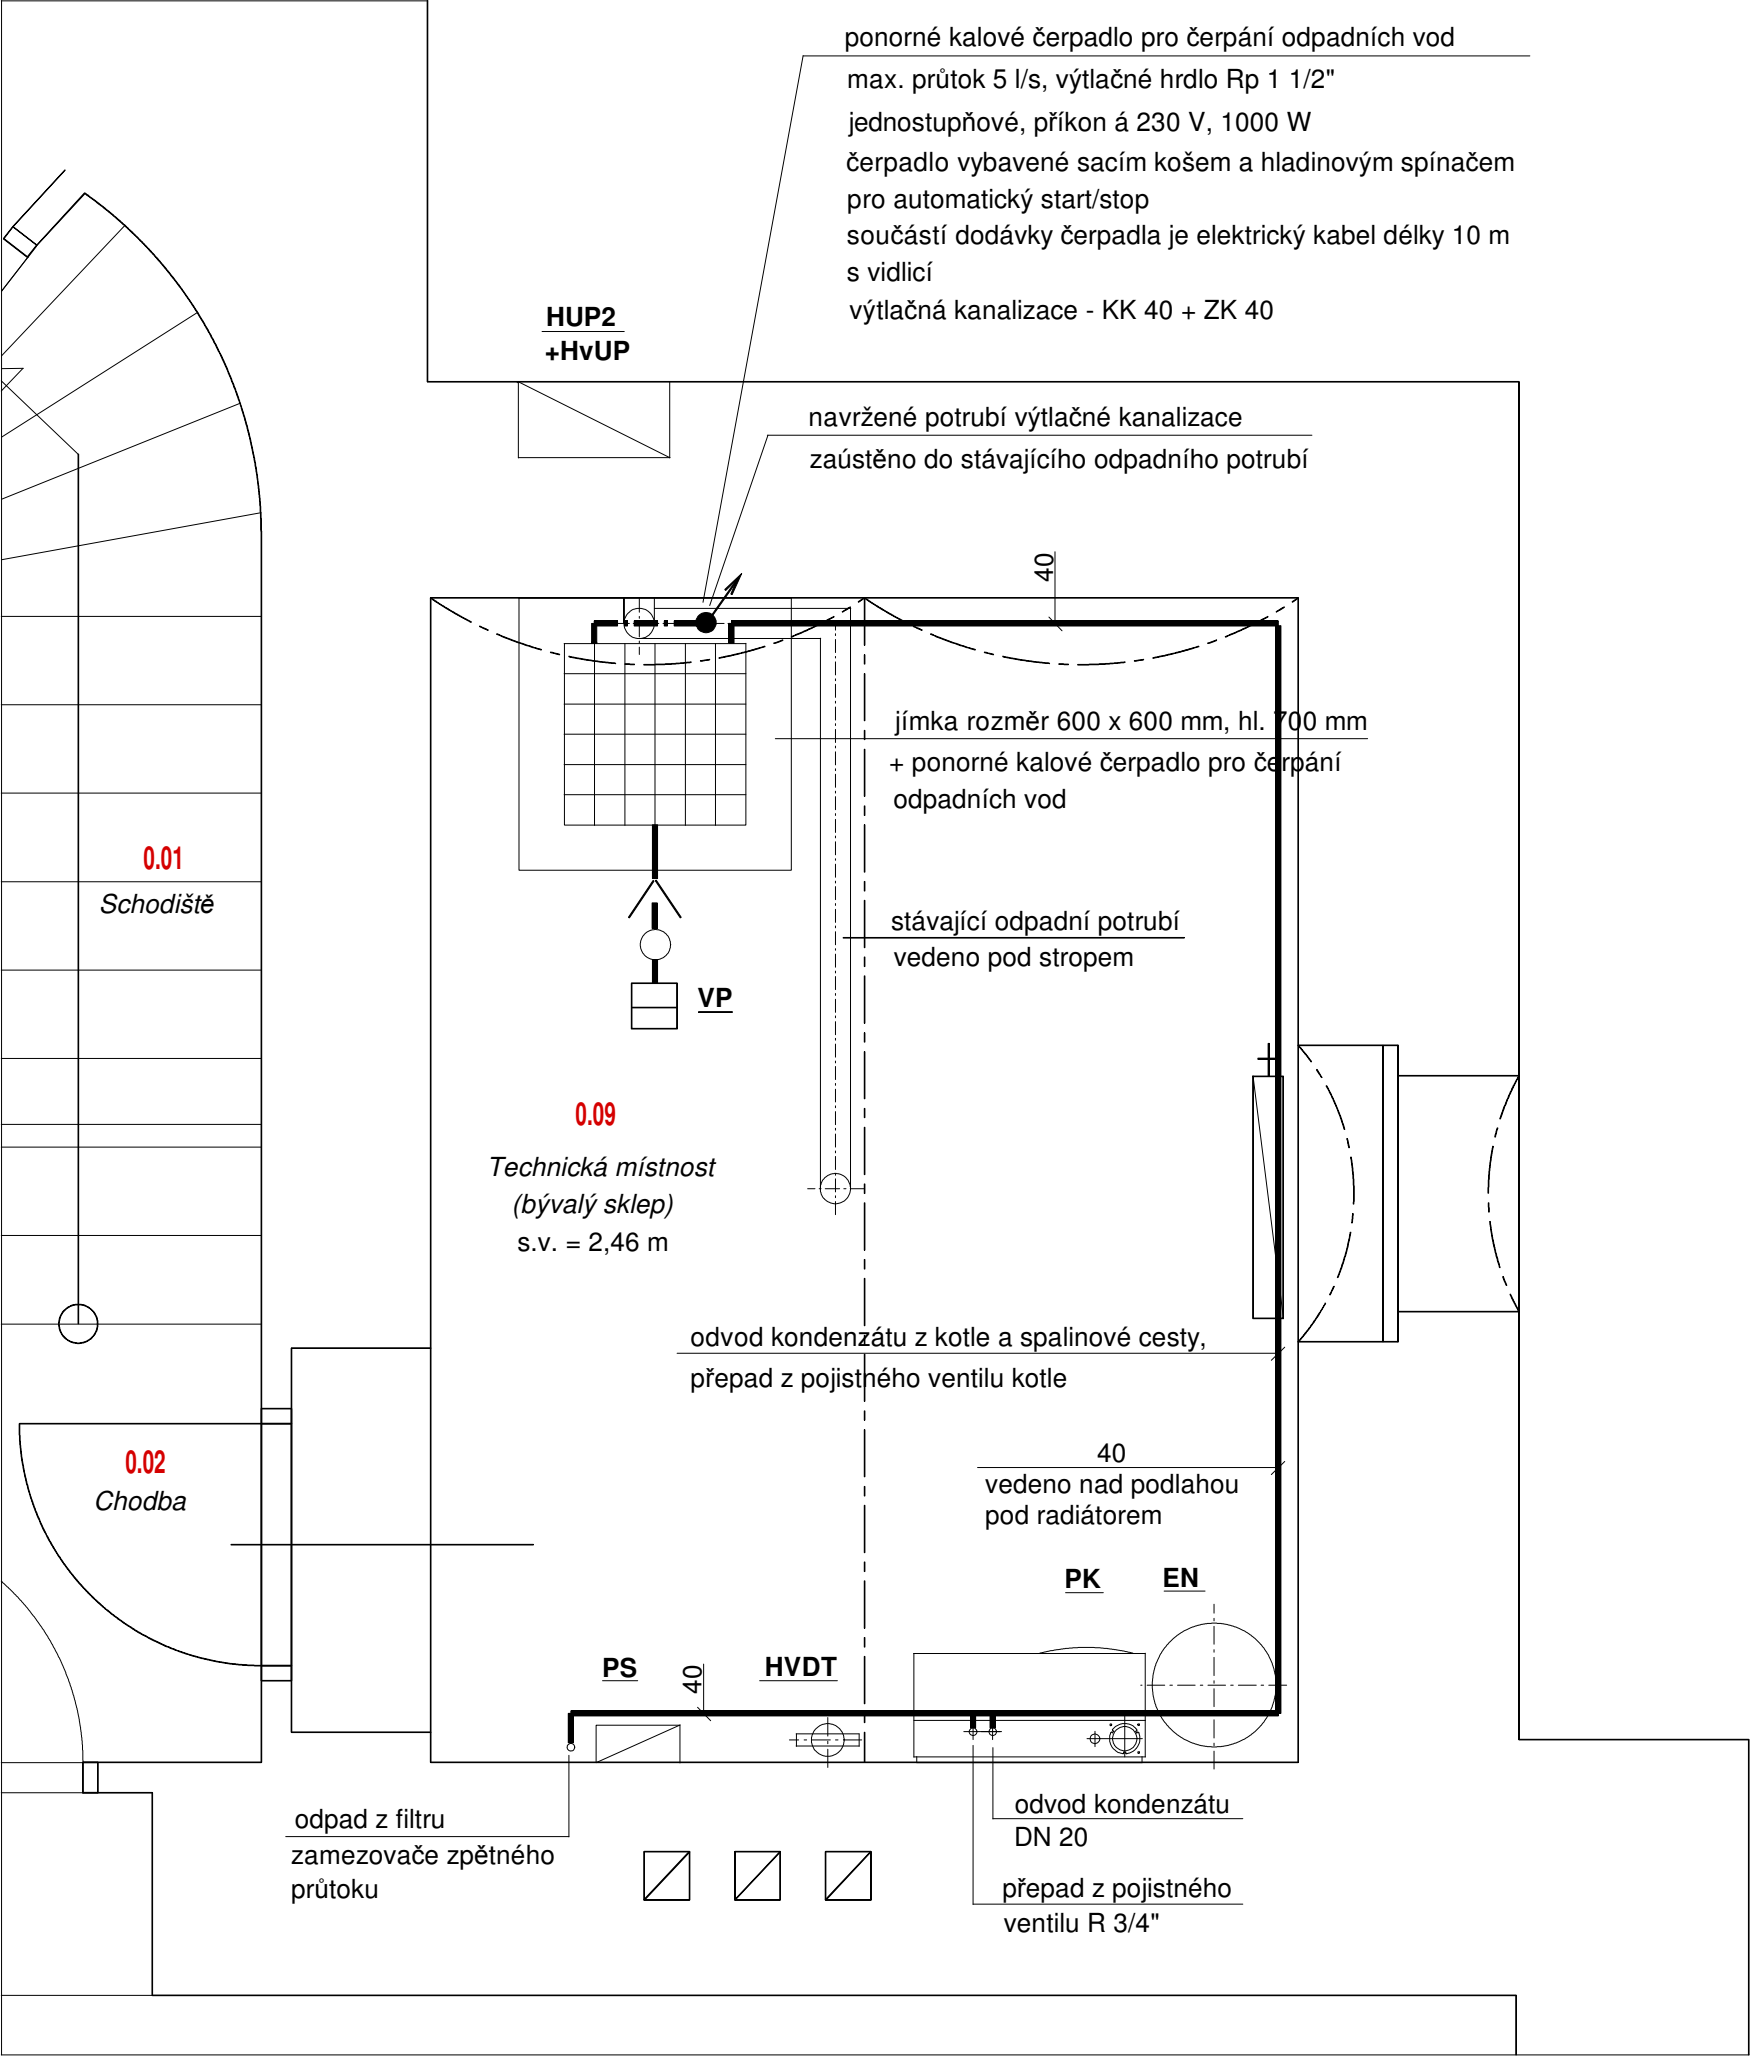 ponorné kalové čerpadlo pro čerpání odpadních vod
max. průtok 5 l/s, výtlačné hrdlo Rp 1 1/2"
jednostupňové, příkon á 230 V, 1000 W
čerpadlo vybavené sacím košem a hladinovým spínačem
pro automatický start/stop
součástí dodávky čerpadla je elektrický kabel délky 10 m
s vidlicí
výtlačná kanalizace - KK 40 + ZK 40
HUP2
+HvUP
navržené potrubí výtlačné kanalizace
zaústěno do stávajícího odpadního potrubí
40
jímka rozměr 600 x 600 mm, hl. 700 mm
+ ponorné kalové čerpadlo pro čerpání
odpadních vod
0.01
Schodiště
stávající odpadní potrubí
vedeno pod stropem
VP
0.09
Technická místnost
(bývalý sklep)
s.v. = 2,46 m
odvod kondenzátu z kotle a spalinové cesty,
přepad z pojistného ventilu kotle
0.02
Chodba
40
vedeno nad podlahou
pod radiátorem
PK
EN
PS
40
HVDT
odpad z filtru
zamezovače zpětného
průtoku
odvod kondenzátu
DN 20
přepad z pojistného
ventilu R 3/4"